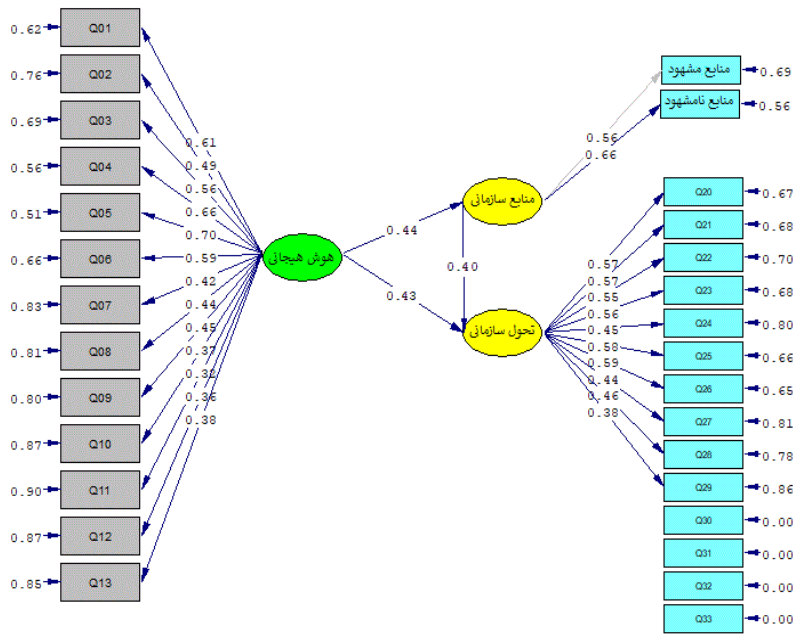 0.62 Q01
0.76 Q02
0.69 Q03
0.56 Q04
0.51 Q05
0.66 Q06
0.83 Q07
0.81 Q08
0.80 Q09
0.87 Q10
0.90 Q11
0.87 Q12
0.85 Q13
0.61
0.49
0.56
0.66
0.70
0.59
0.42
0.44
0.45
0.37
0.32
0.36
0.38
هوش هیجانی
0.44
0.43
منابع سازمانی
0.40
تحول سازمانی
0.56
0.66
منابع مشهود 0.69
منابع نامشهود 0.56
0.57
0.57
0.55
0.56
0.45
0.58
0.59
0.44
0.46
0.38
Q20 0.67
Q21 0.68
Q22 0.70
Q23 0.68
Q24 0.80
Q25 0.66
Q26 0.65
Q27 0.81
Q28 0.78
Q29 0.86
Q30 0.00
Q31 0.00
Q32 0.00
Q33 0.00